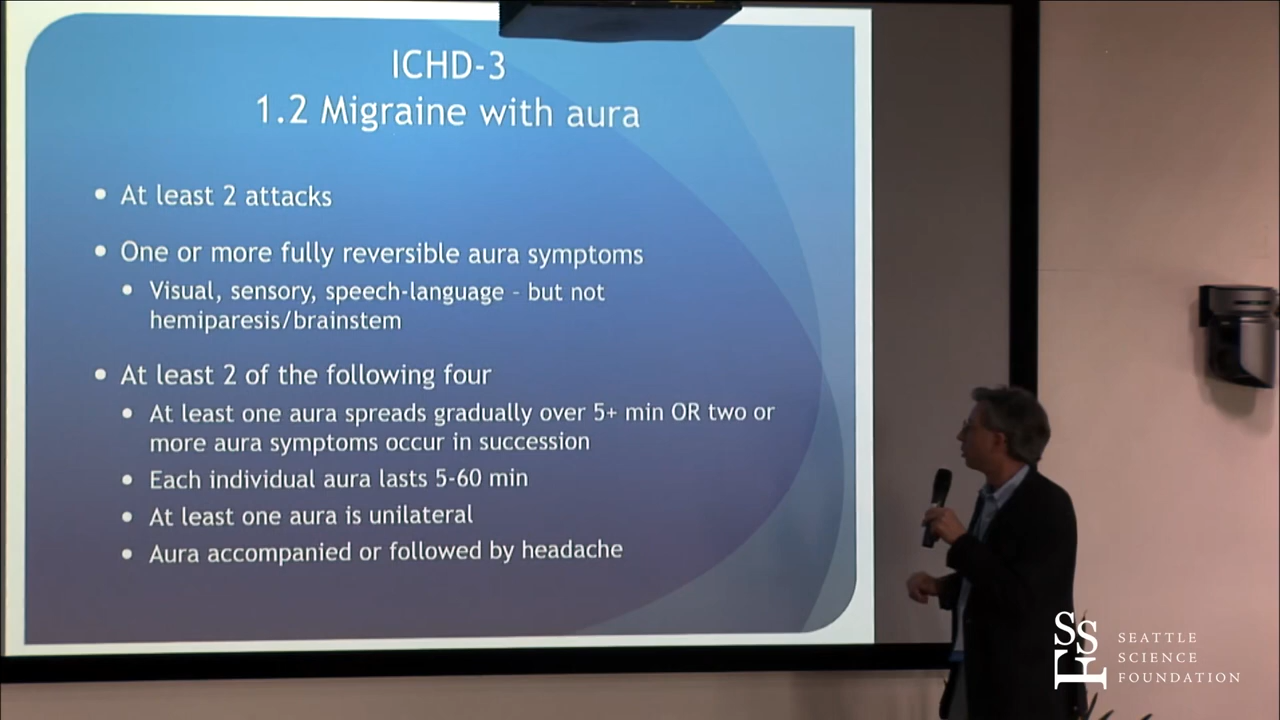 ICHD-3
1.2 Migraine with aura
• At least 2 attacks
• One or more fully reversible aura symptoms
• Visual, sensory, speech-language – but not
hemiparesis/brainstem
• At least 2 of the following four
• At least one aura spreads gradually over 5+ min OR two or
more aura symptoms occur in succession
• Each individual aura lasts 5-60 min
• At least one aura is unilateral
• Aura accompanied or followed by headache
SSF
SEATTLE
SCIENCE
FOUNDATION